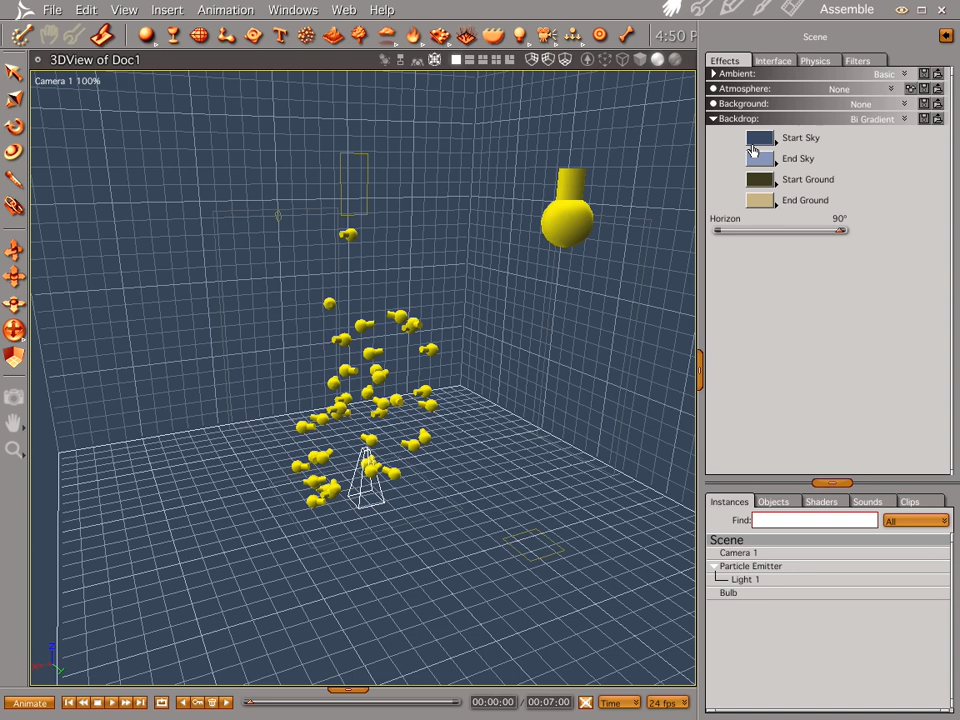 File Edit View Insert Animation Windows Web Help Assemble
4:50 P
3DView of Doc1
Scene
Camera 1 100%
Effects Interface Physics Filters
Ambient: Basic
Atmosphere: None
Background: None
Backdrop: Bi Gradient
Start Sky
End Sky
Start Ground
End Ground
Horizon 90°
Instances Objects Shaders Sounds Clips
Find: All
Scene
Camera 1
Particle Emitter
Light 1
Bulb
Animate 00:00:00 / 00:07:00 Time 24 fps